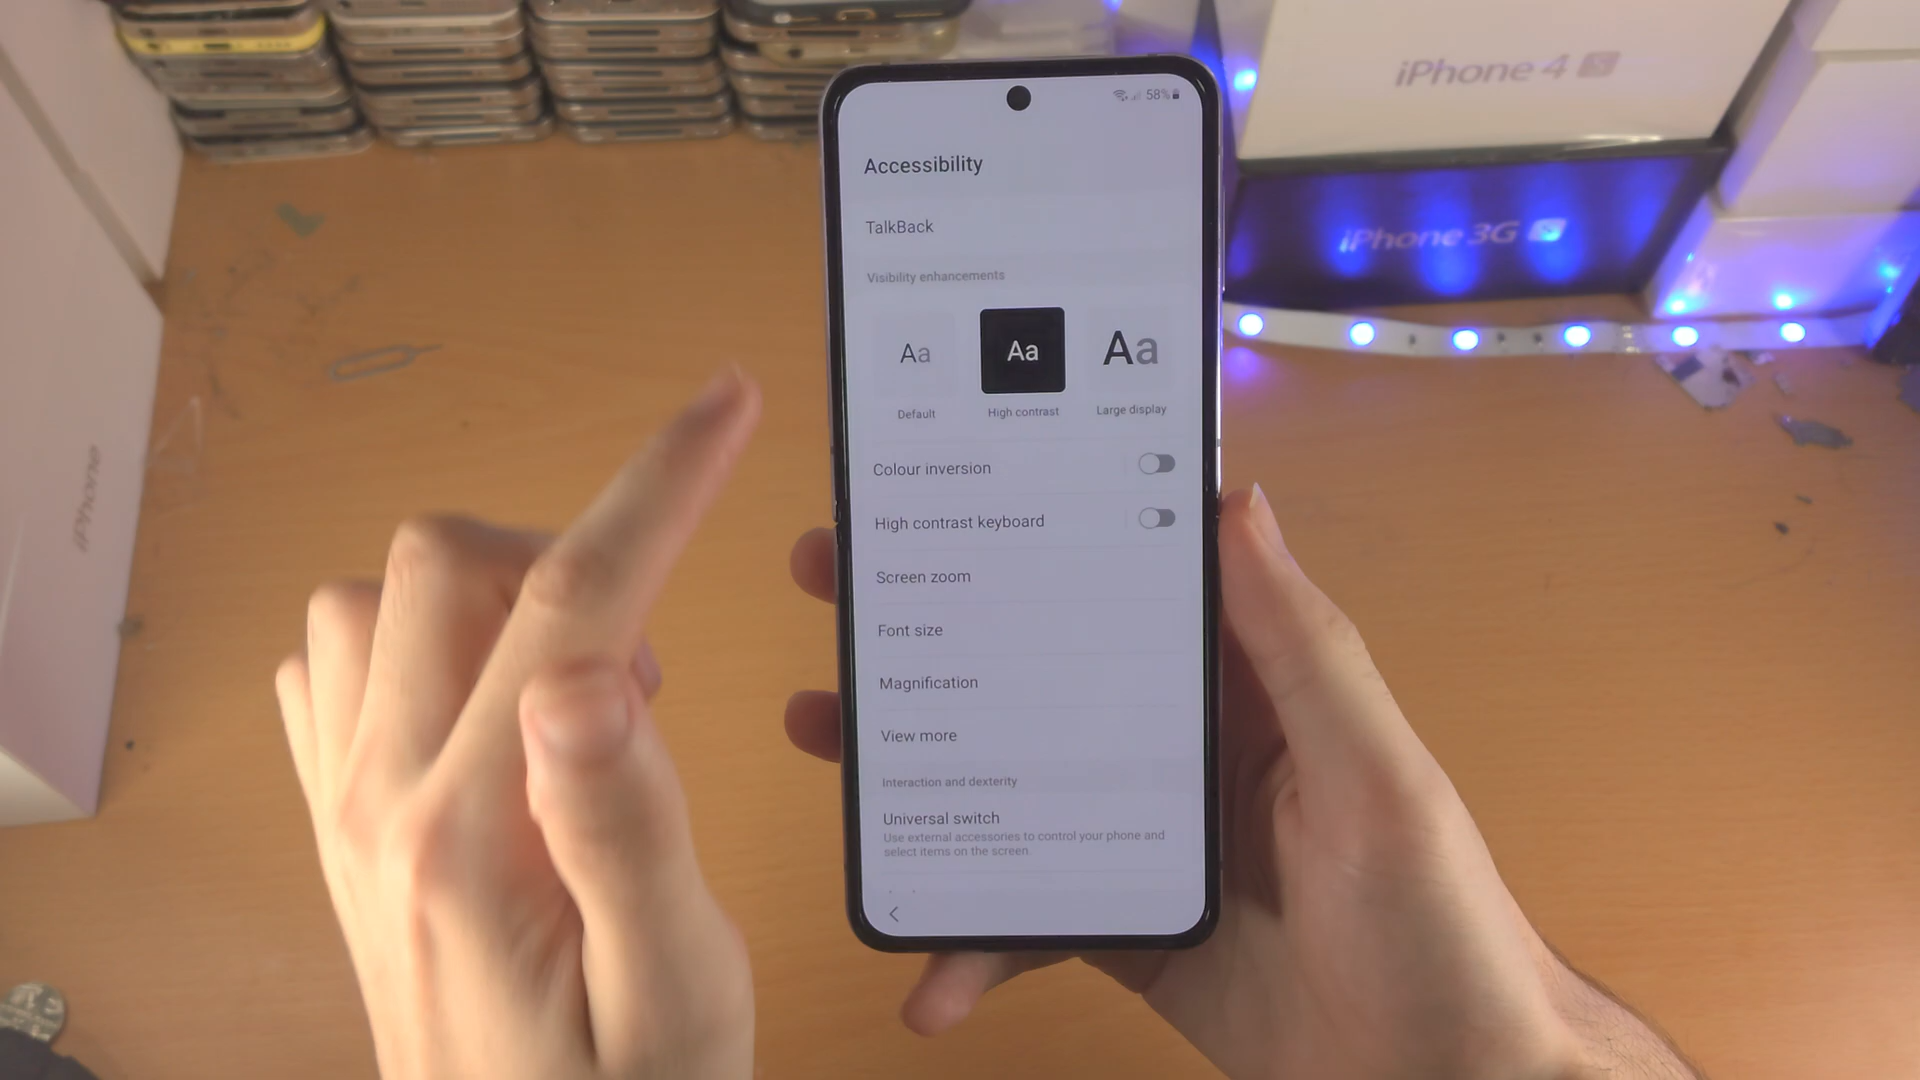 iPhone 4 S
iPhone 3G S
iPhone
58%
Accessibility
TalkBack
Visibility enhancements
Aa
Aa
Aa
Default
High contrast
Large display
Colour inversion
High contrast keyboard
Screen zoom
Font size
Magnification
View more
Interaction and dexterity
Universal switch
Use external accessories to control your phone and
select items on the screen.